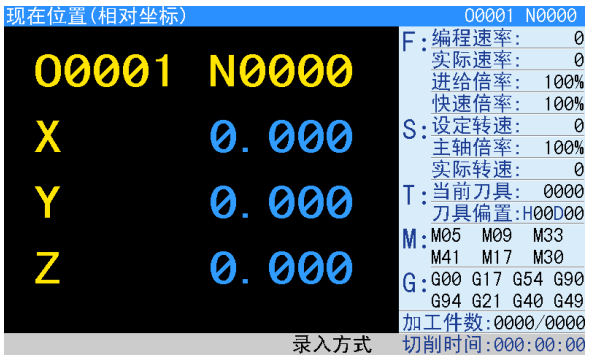 现在位置(相对坐标) O0001 N0000
O0001 N0000
X 0.000
Y 0.000
Z 0.000
F:编程速率: 0
实际速率: 0
进给倍率: 100%
快速倍率: 100%
S:设定转速: 0
主轴倍率: 100%
实际转速: 0
T:当前刀具: 0000
刀具偏置:H00D00
M:M05 M09 M33
M41 M17 M30
G:G00 G17 G54 G90
G94 G21 G40 G49
加工件数:0000/0000
录入方式 切削时间:000:00:00